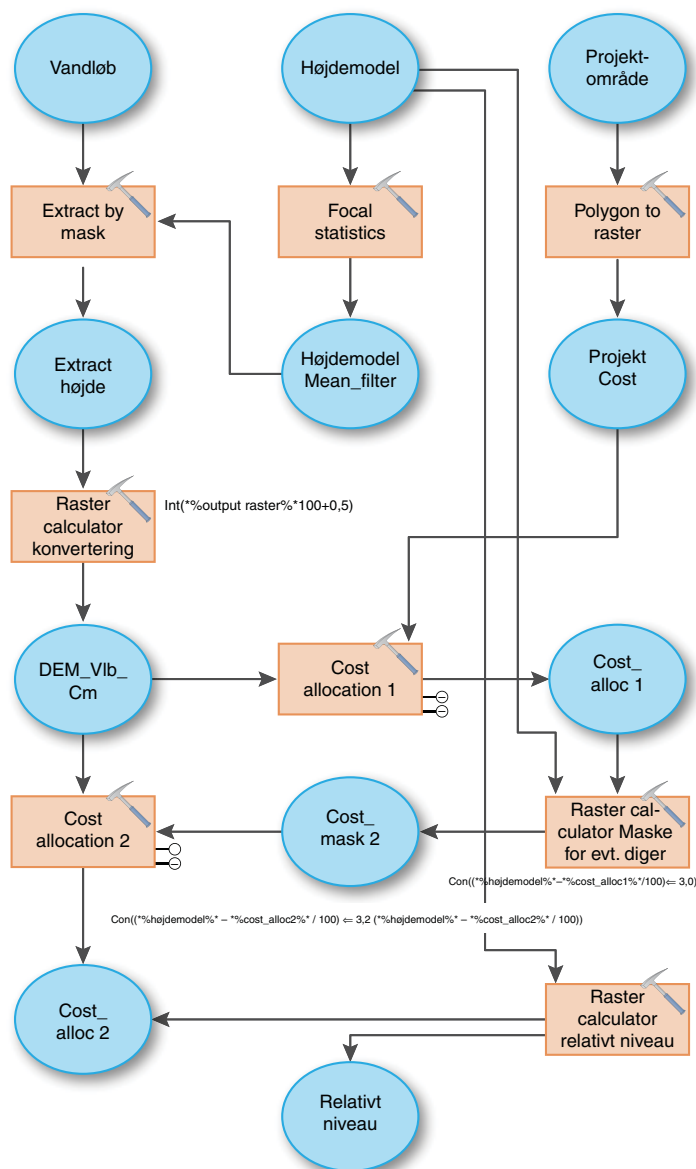 Vandløb
Højdemodel
Projekt-
område
Extract by
mask
Focal
statistics
Polygon to
raster
Extract
højde
Højdemodel
Mean_filter
Projekt
Cost
Raster
calculator
konvertering
Int(*%output raster%*100+0,5)
DEM_Vlb_
Cm
Cost
allocation 1
Cost_
alloc 1
Cost
allocation 2
Cost_
mask 2
Raster cal-
culator Maske
for evt. diger
Con((*%højdemodel%*–*%cost_alloc1%*/100)⇐ 3,0)
Con((*%højdemodel%* – *%cost_alloc2%* / 100) ⇐ 3,2 (*%højdemodel%* – *%cost_alloc2%* / 100))
Cost_
alloc 2
Raster
calculator
relativt niveau
Relativt
niveau